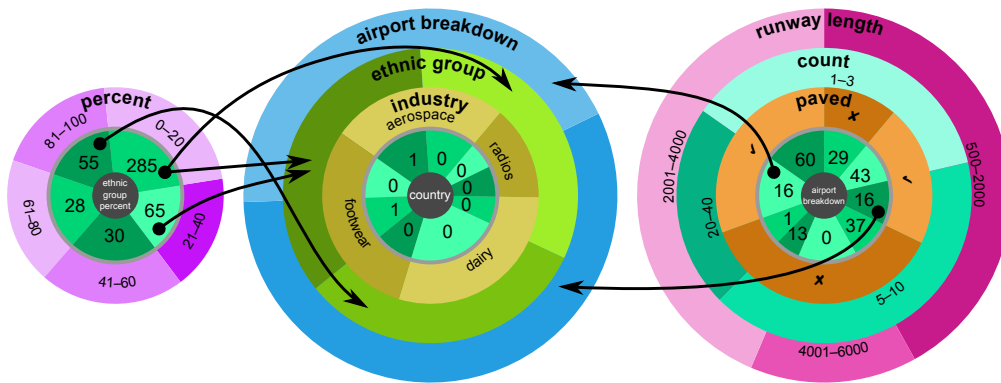 percent
81–100
0–20
61–80
21–40
41–60
55
285
28
65
30
ethnic
group
percent
airport breakdown
ethnic group
industry
aerospace
radios
footwear
dairy
1
0
0
0
0
0
0
1
0
0
country
runway length
count
1–3
paved
✗
✓
✓
✗
2001–4000
500–2000
20–40
5–10
4001–6000
60
29
43
16
16
1
37
13
0
airport
breakdown